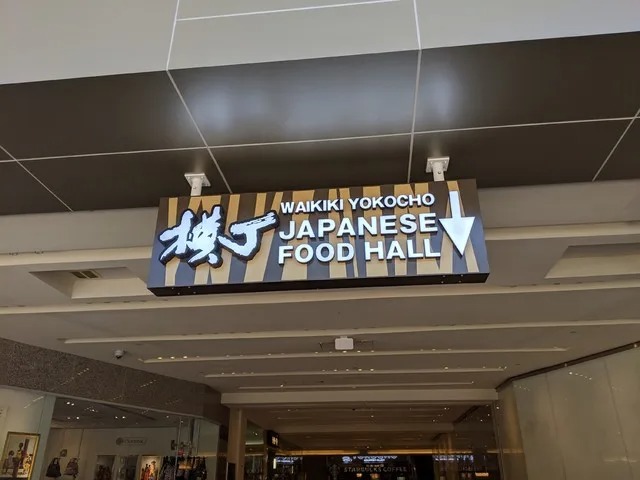 横丁
WAIKIKI YOKOCHO
JAPANESE
FOOD HALL
STARBUCKS COFFEE